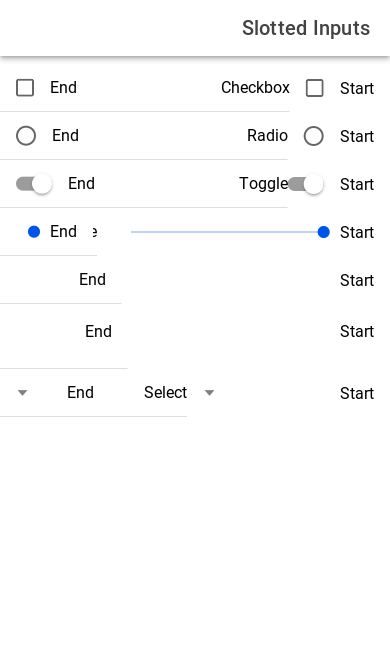 Slotted Inputs
Start Checkbox End
Start Radio End
Start Toggle End
Start End
Start End
Start End
Start Select End